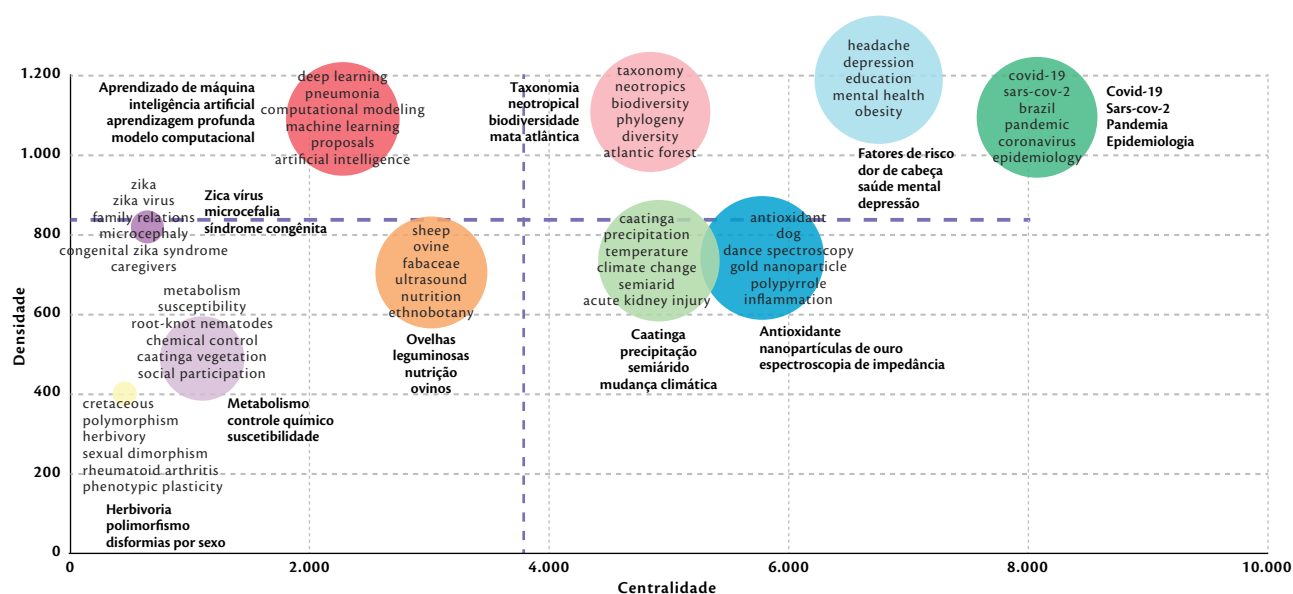 Densidade
1.200
1.000
800
600
400
200
0
Aprendizado de máquina
inteligência artificial
aprendizagem profunda
modelo computacional
deep learning
pneumonia
computational modeling
machine learning
proposals
artificial intelligence
Taxonomia
neotropical
biodiversidade
mata atlântica
taxonomy
neotropics
biodiversity
phylogeny
diversity
atlantic forest
headache
depression
education
mental health
obesity
Fatores de risco
dor de cabeça
saúde mental
depressão
covid-19
sars-cov-2
brazil
pandemic
coronavirus
epidemiology
Covid-19
Sars-cov-2
Pandemia
Epidemiologia
zika
zika virus
family relations
microcephaly
congenital zika syndrome
caregivers
Zica vírus
microcefalia
síndrome congênita
sheep
ovine
fabaceae
ultrasound
nutrition
ethnobotany
Ovelhas
leguminosas
nutrição
ovinos
caatinga
precipitation
temperature
climate change
semiarid
acute kidney injury
Caatinga
precipitação
semiárido
mudança climática
antioxidant
dog
dance spectroscopy
gold nanoparticle
polypyrrole
inflammation
Antioxidante
nanopartículas de ouro
espectroscopia de impedância
metabolism
susceptibility
root-knot nematodes
chemical control
caatinga vegetation
social participation
Metabolismo
controle químico
suscetibilidade
cretaceous
polymorphism
herbivory
sexual dimorphism
rheumatoid arthritis
phenotypic plasticity
Herbivoria
polimorfismo
disformias por sexo
0
2.000
4.000
6.000
8.000
10.000
Centralidade